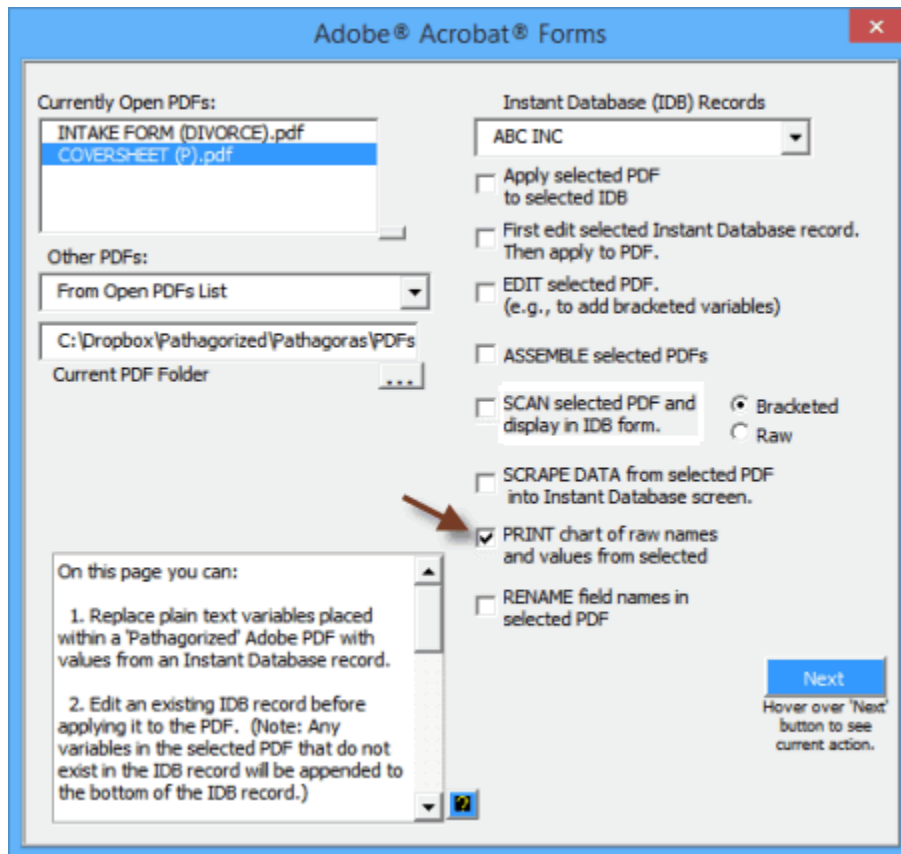 Adobe® Acrobat® Forms
Currently Open PDFs:
INTAKE FORM (DIVORCE).pdf
COVERSHEET (P).pdf
Other PDFs:
From Open PDFs List
C:\Dropbox\Pathagorized\Pathagoras\PDFs
Current PDF Folder
...
On this page you can:
1. Replace plain text variables placed
within a 'Pathagorized' Adobe PDF with
values from an Instant Database record.
2. Edit an existing IDB record before
applying it to the PDF. (Note: Any
variables in the selected PDF that do not
exist in the IDB record will be appended to
the bottom of the IDB record.)
?
Instant Database (IDB) Records
ABC INC
Apply selected PDF
to selected IDB
First edit selected Instant Database record.
Then apply to PDF.
EDIT selected PDF.
(e.g., to add bracketed variables)
ASSEMBLE selected PDFs
SCAN selected PDF and
display in IDB form.
Bracketed
Raw
SCRAPE DATA from selected PDF
into Instant Database screen.
PRINT chart of raw names
and values from selected
RENAME field names in
selected PDF
Next
Hover over 'Next'
button to see
current action.